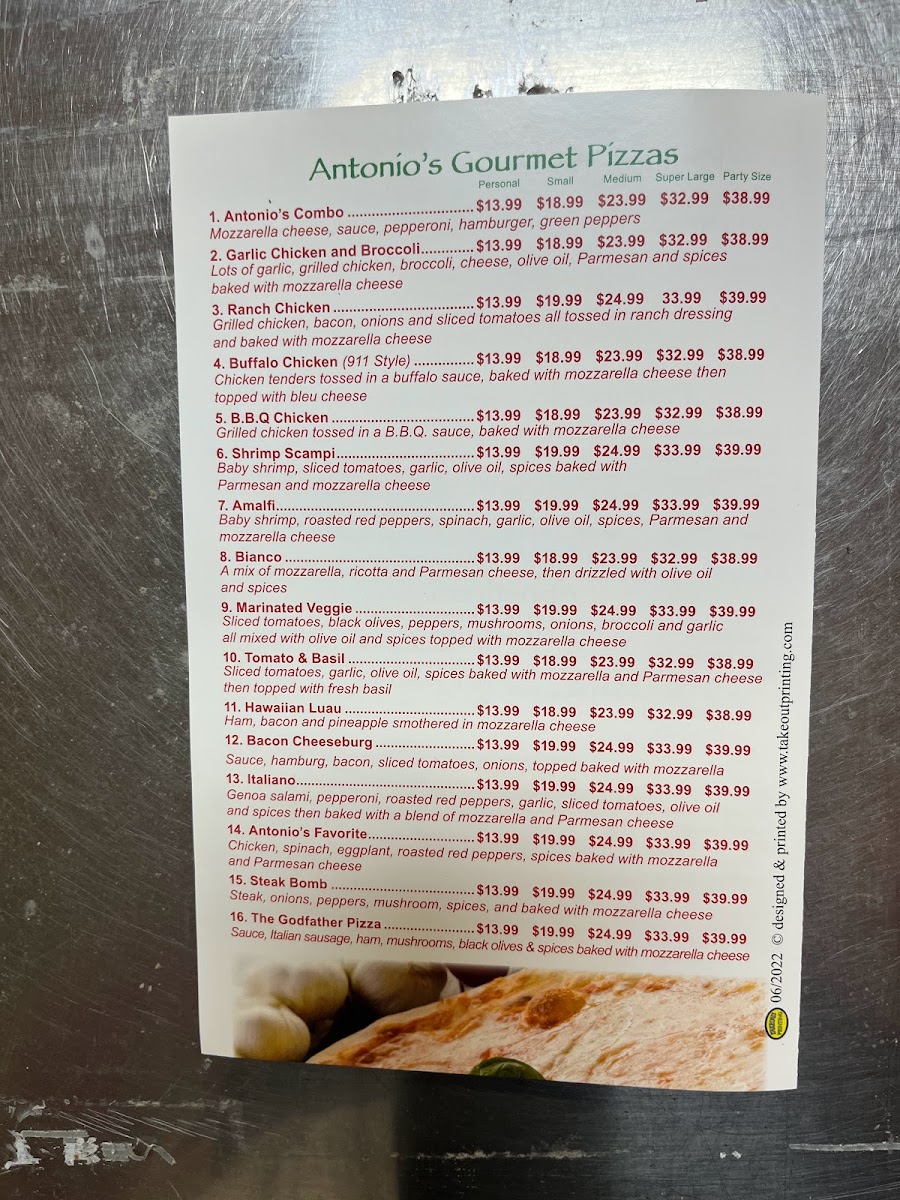 Antonio's Gourmet Pizzas
Personal Small Medium Super Large Party Size
1. Antonio's Combo ............................. $13.99 $18.99 $23.99 $32.99 $38.99
Mozzarella cheese, sauce, pepperoni, hamburger, green peppers
2. Garlic Chicken and Broccoli............ $13.99 $18.99 $23.99 $32.99 $38.99
Lots of garlic, grilled chicken, broccoli, cheese, olive oil, Parmesan and spices
baked with mozzarella cheese
3. Ranch Chicken ................................ $13.99 $19.99 $24.99 33.99 $39.99
Grilled chicken, bacon, onions and sliced tomatoes all tossed in ranch dressing
and baked with mozzarella cheese
4. Buffalo Chicken (911 Style) .............. $13.99 $18.99 $23.99 $32.99 $38.99
Chicken tenders tossed in a buffalo sauce, baked with mozzarella cheese then
topped with bleu cheese
5. B.B.Q Chicken ................................. $13.99 $18.99 $23.99 $32.99 $38.99
Grilled chicken tossed in a B.B.Q. sauce, baked with mozzarella cheese
6. Shrimp Scampi................................ $13.99 $19.99 $24.99 $33.99 $39.99
Baby shrimp, sliced tomatoes, garlic, olive oil, spices baked with
Parmesan and mozzarella cheese
7. Amalfi.............................................. $13.99 $19.99 $24.99 $33.99 $39.99
Baby shrimp, roasted red peppers, spinach, garlic, olive oil, spices, Parmesan and
mozzarella cheese
8. Bianco ............................................ $13.99 $18.99 $23.99 $32.99 $38.99
A mix of mozzarella, ricotta and Parmesan cheese, then drizzled with olive oil
and spices
9. Marinated Veggie ............................ $13.99 $19.99 $24.99 $33.99 $39.99
Sliced tomatoes, black olives, peppers, mushrooms, onions, broccoli and garlic
all mixed with olive oil and spices topped with mozzarella cheese
10. Tomato & Basil .............................. $13.99 $18.99 $23.99 $32.99 $38.99
Sliced tomatoes, garlic, olive oil, spices baked with mozzarella and Parmesan cheese
then topped with fresh basil
11. Hawaiian Luau ............................... $13.99 $18.99 $23.99 $32.99 $38.99
Ham, bacon and pineapple smothered in mozzarella cheese
12. Bacon Cheeseburg ....................... $13.99 $19.99 $24.99 $33.99 $39.99
Sauce, hamburg, bacon, sliced tomatoes, onions, topped baked with mozzarella
13. Italiano.......................................... $13.99 $19.99 $24.99 $33.99 $39.99
Genoa salami, pepperoni, roasted red peppers, garlic, sliced tomatoes, olive oil
and spices then baked with a blend of mozzarella and Parmesan cheese
14. Antonio's Favorite......................... $13.99 $19.99 $24.99 $33.99 $39.99
Chicken, spinach, eggplant, roasted red peppers, spices baked with mozzarella
and Parmesan cheese
15. Steak Bomb .................................. $13.99 $19.99 $24.99 $33.99 $39.99
Steak, onions, peppers, mushroom, spices, and baked with mozzarella cheese
16. The Godfather Pizza ..................... $13.99 $19.99 $24.99 $33.99 $39.99
Sauce, Italian sausage, ham, mushrooms, black olives & spices baked with mozzarella cheese
06/2022 © designed & printed by www.takeoutprinting.com